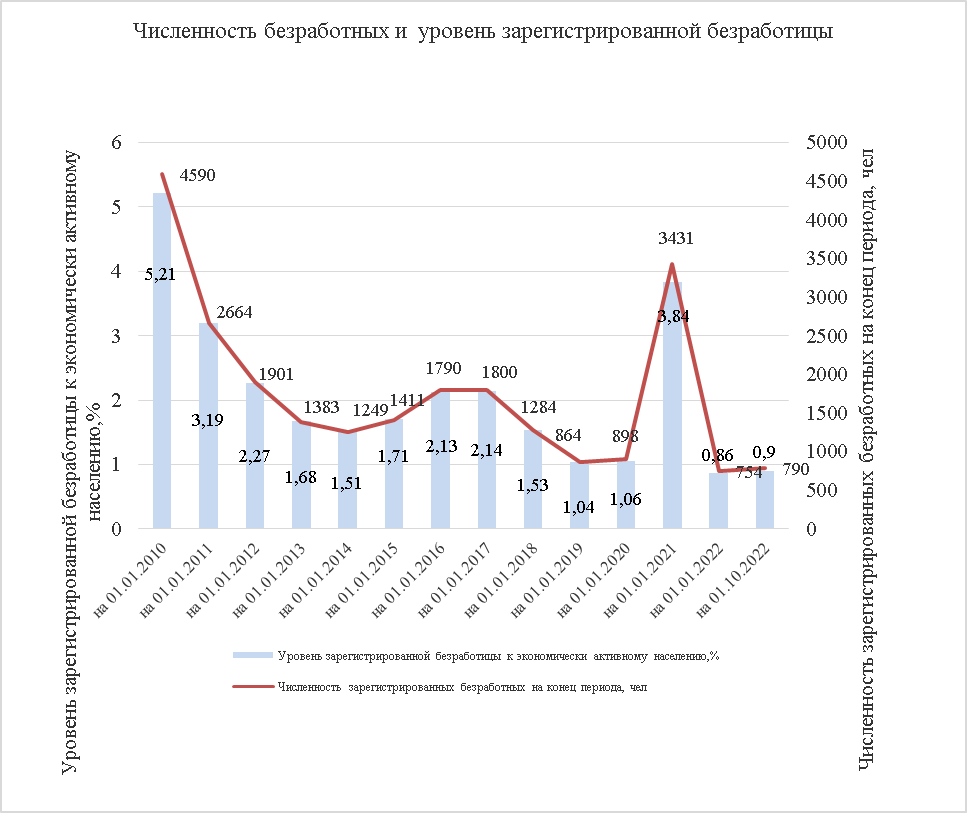 Численность безработных и уровень зарегистрированной безработицы
Уровень зарегистрированной безработицы к экономически активному
населению,%
6
5
4
3
2
1
0
5000
4500
4000
3500
3000
2500
2000
1500
1000
500
0
Численность зарегистрированных безработных на конец периода, чел
4590
2664
1901
1383
1249
1411
1790
1800
1284
864
898
3431
754
790
5,21
3,19
2,27
1,68
1,51
1,71
2,13
2,14
1,53
1,04
1,06
3,84
0,86
0,9
на 01.01.2010
на 01.01.2011
на 01.01.2012
на 01.01.2013
на 01.01.2014
на 01.01.2015
на 01.01.2016
на 01.01.2017
на 01.01.2018
на 01.01.2019
на 01.01.2020
на 01.01.2021
на 01.01.2022
на 01.10.2022
Уровень зарегистрированной безработицы к экономически активному населению,%
Численность зарегистрированных безработных на конец периода, чел